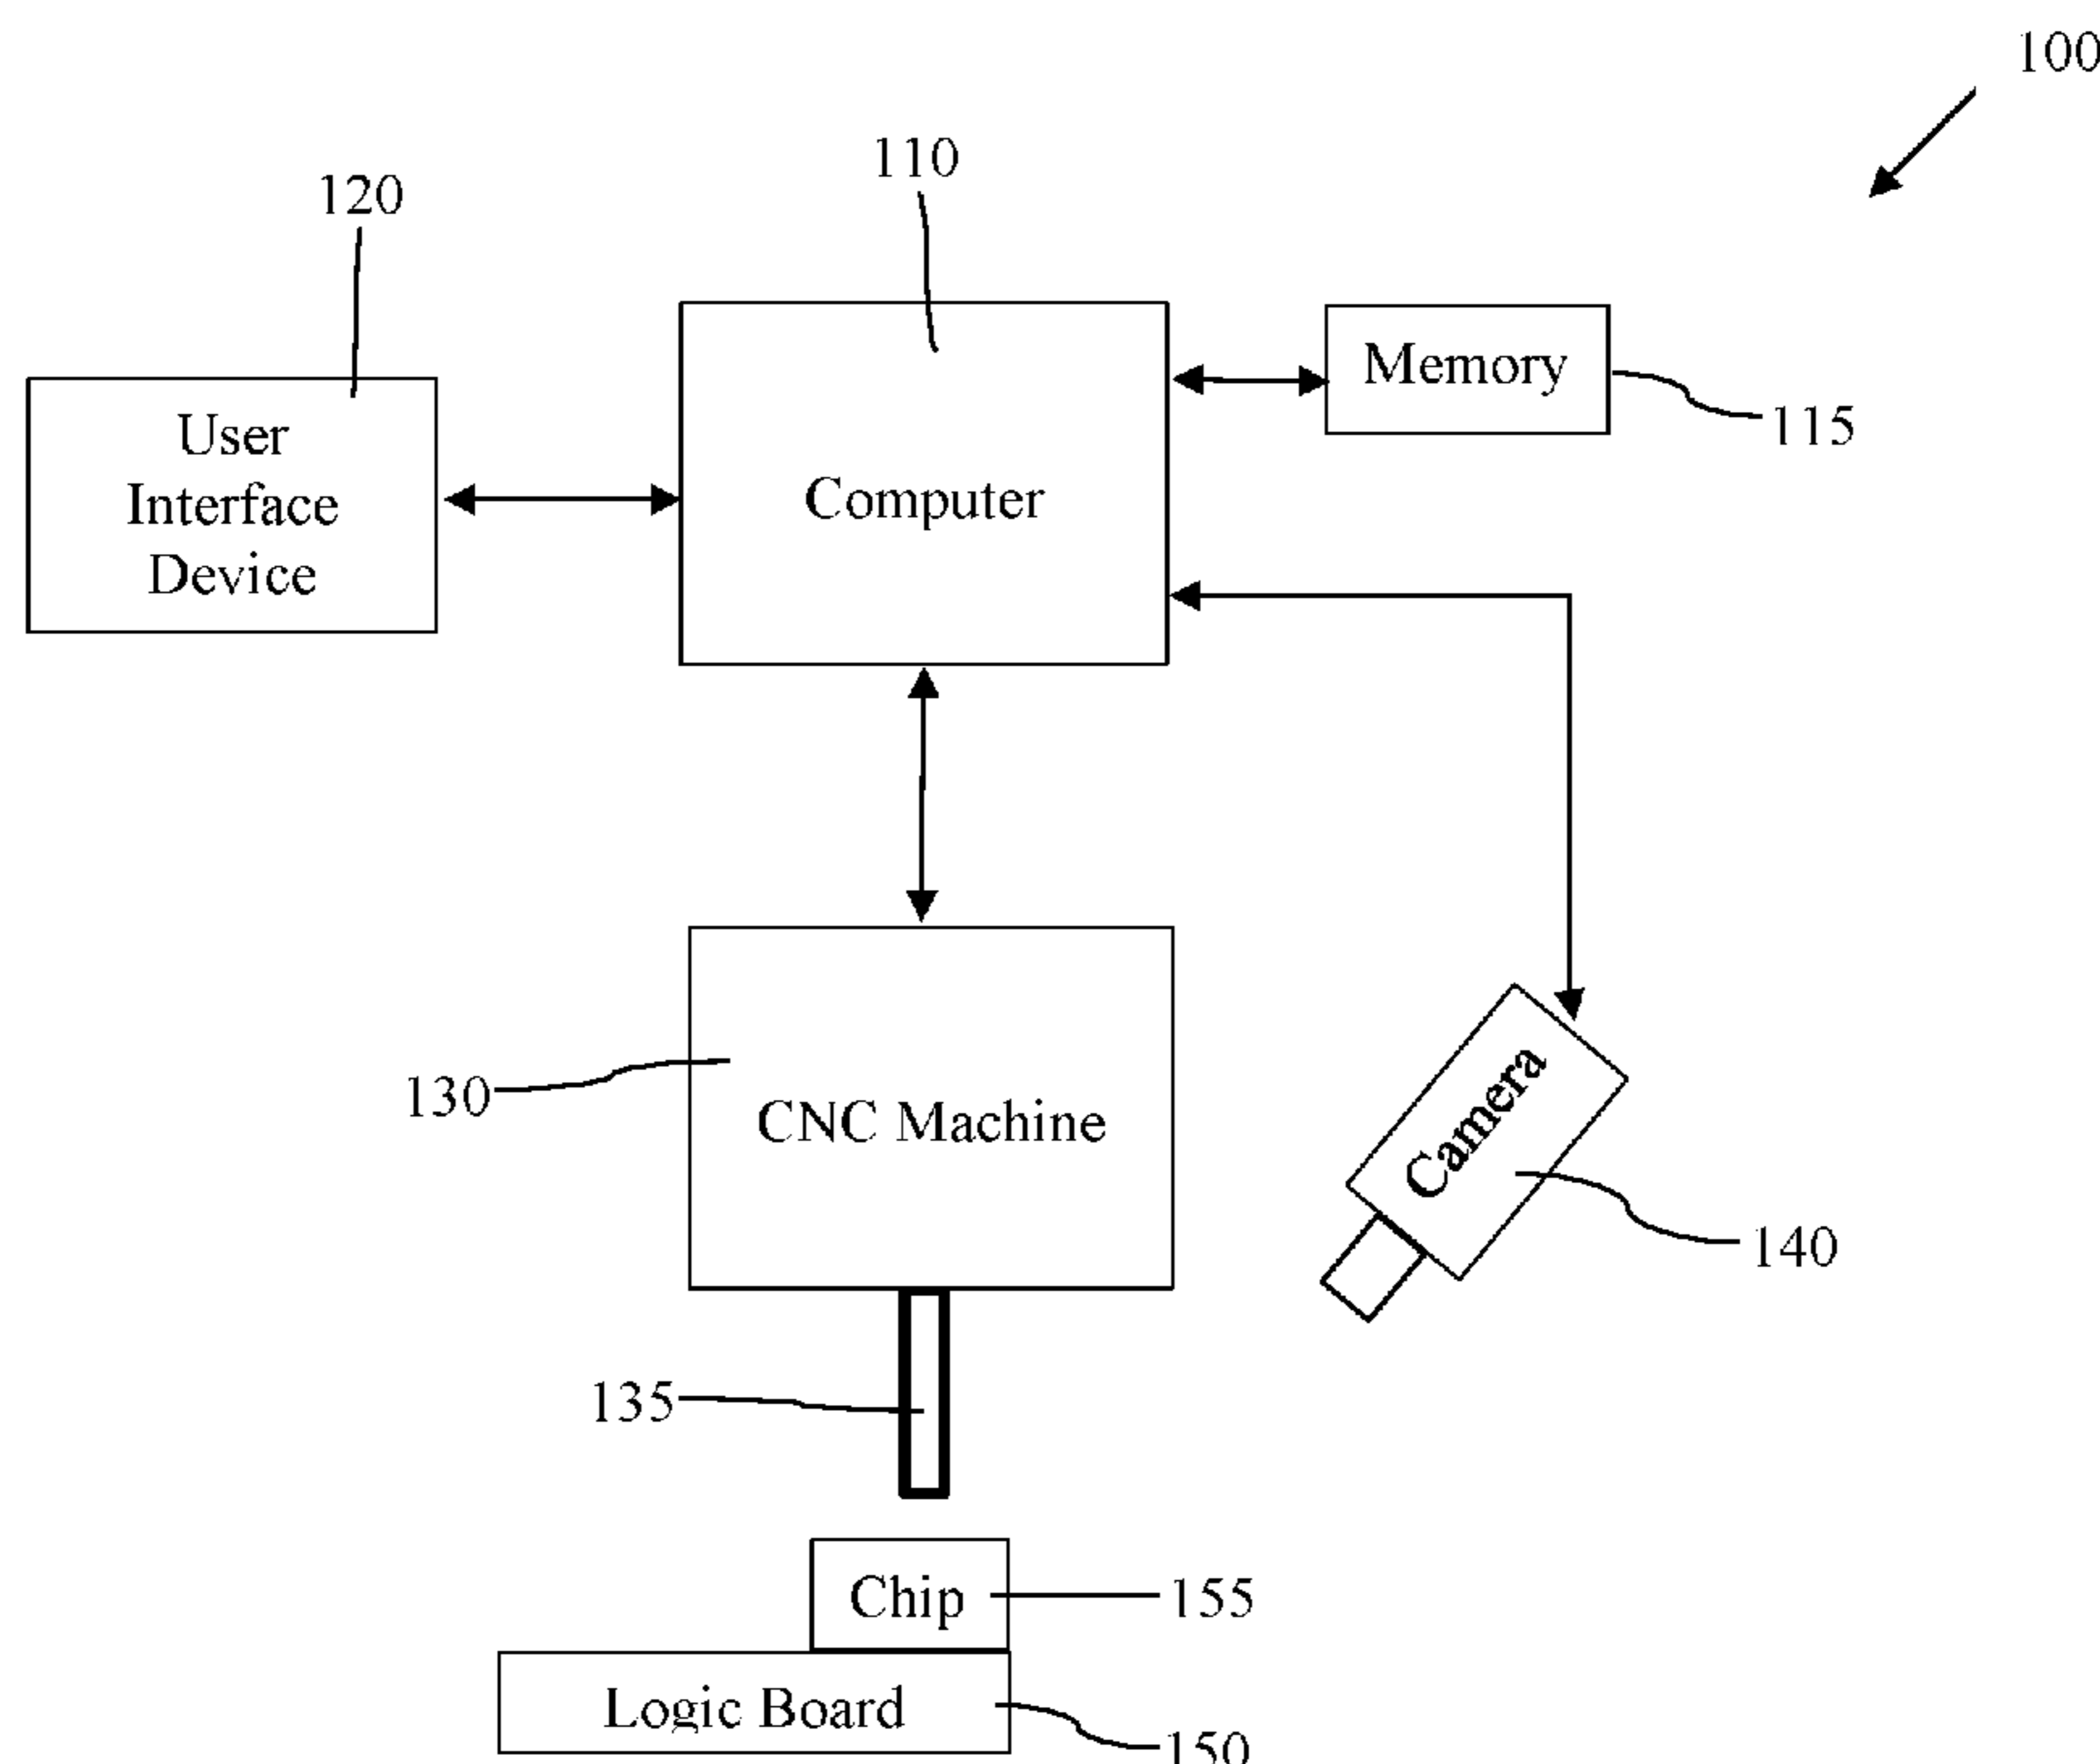 100
110
120
User
Interface
Device
Computer
Memory
115
130
CNC Machine
Camera
140
135
Chip
155
Logic Board
150